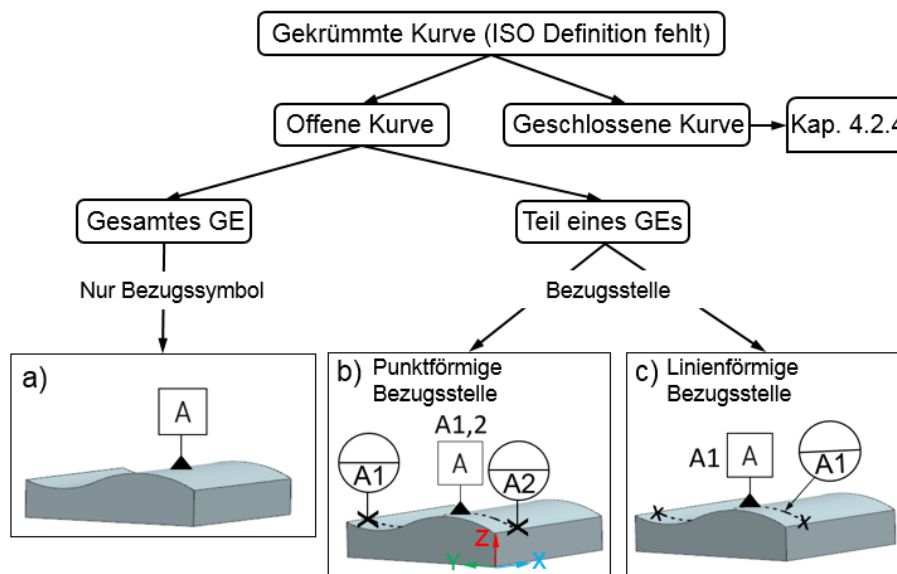 Gekrümmte Kurve (ISO Definition fehlt)
Offene Kurve
Geschlossene Kurve
Kap. 4.2.4
Gesamtes GE
Teil eines GEs
Nur Bezugssymbol
Bezugsstelle
a)
A
b) Punktförmige
Bezugsstelle
A1,2
A1
A
A2
Z
Y
X
c) Linienförmige
Bezugsstelle
A1
A
A1